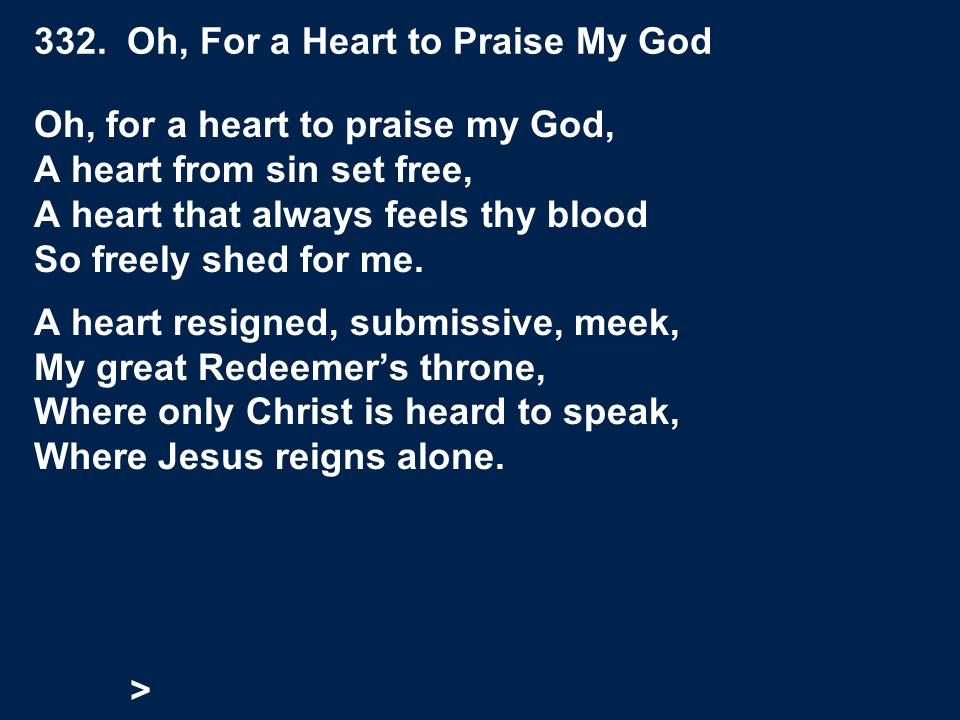 332.  Oh, For a Heart to Praise My God
Oh, for a heart to praise my God,
A heart from sin set free,
A heart that always feels thy blood
So freely shed for me.
A heart resigned, submissive, meek,
My great Redeemer’s throne,
Where only Christ is heard to speak,
Where Jesus reigns alone.
>